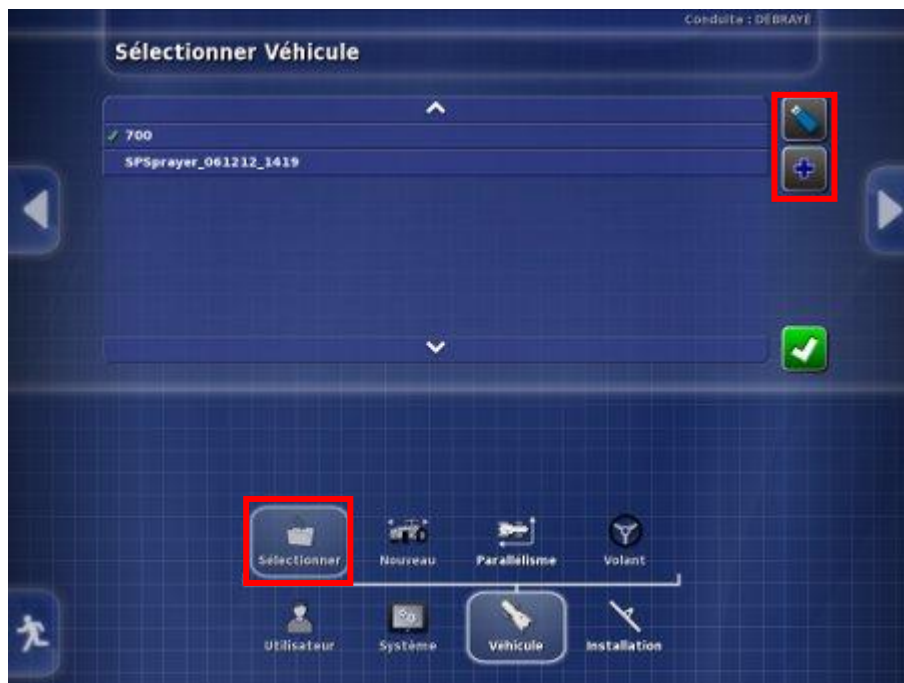 Conduite : DÉBRAYÉ
Sélectionner Véhicule
700
SPSprayer_061212_1419
Sélectionner Nouveau Parallélisme Volant
Utilisateur Système Véhicule Installation